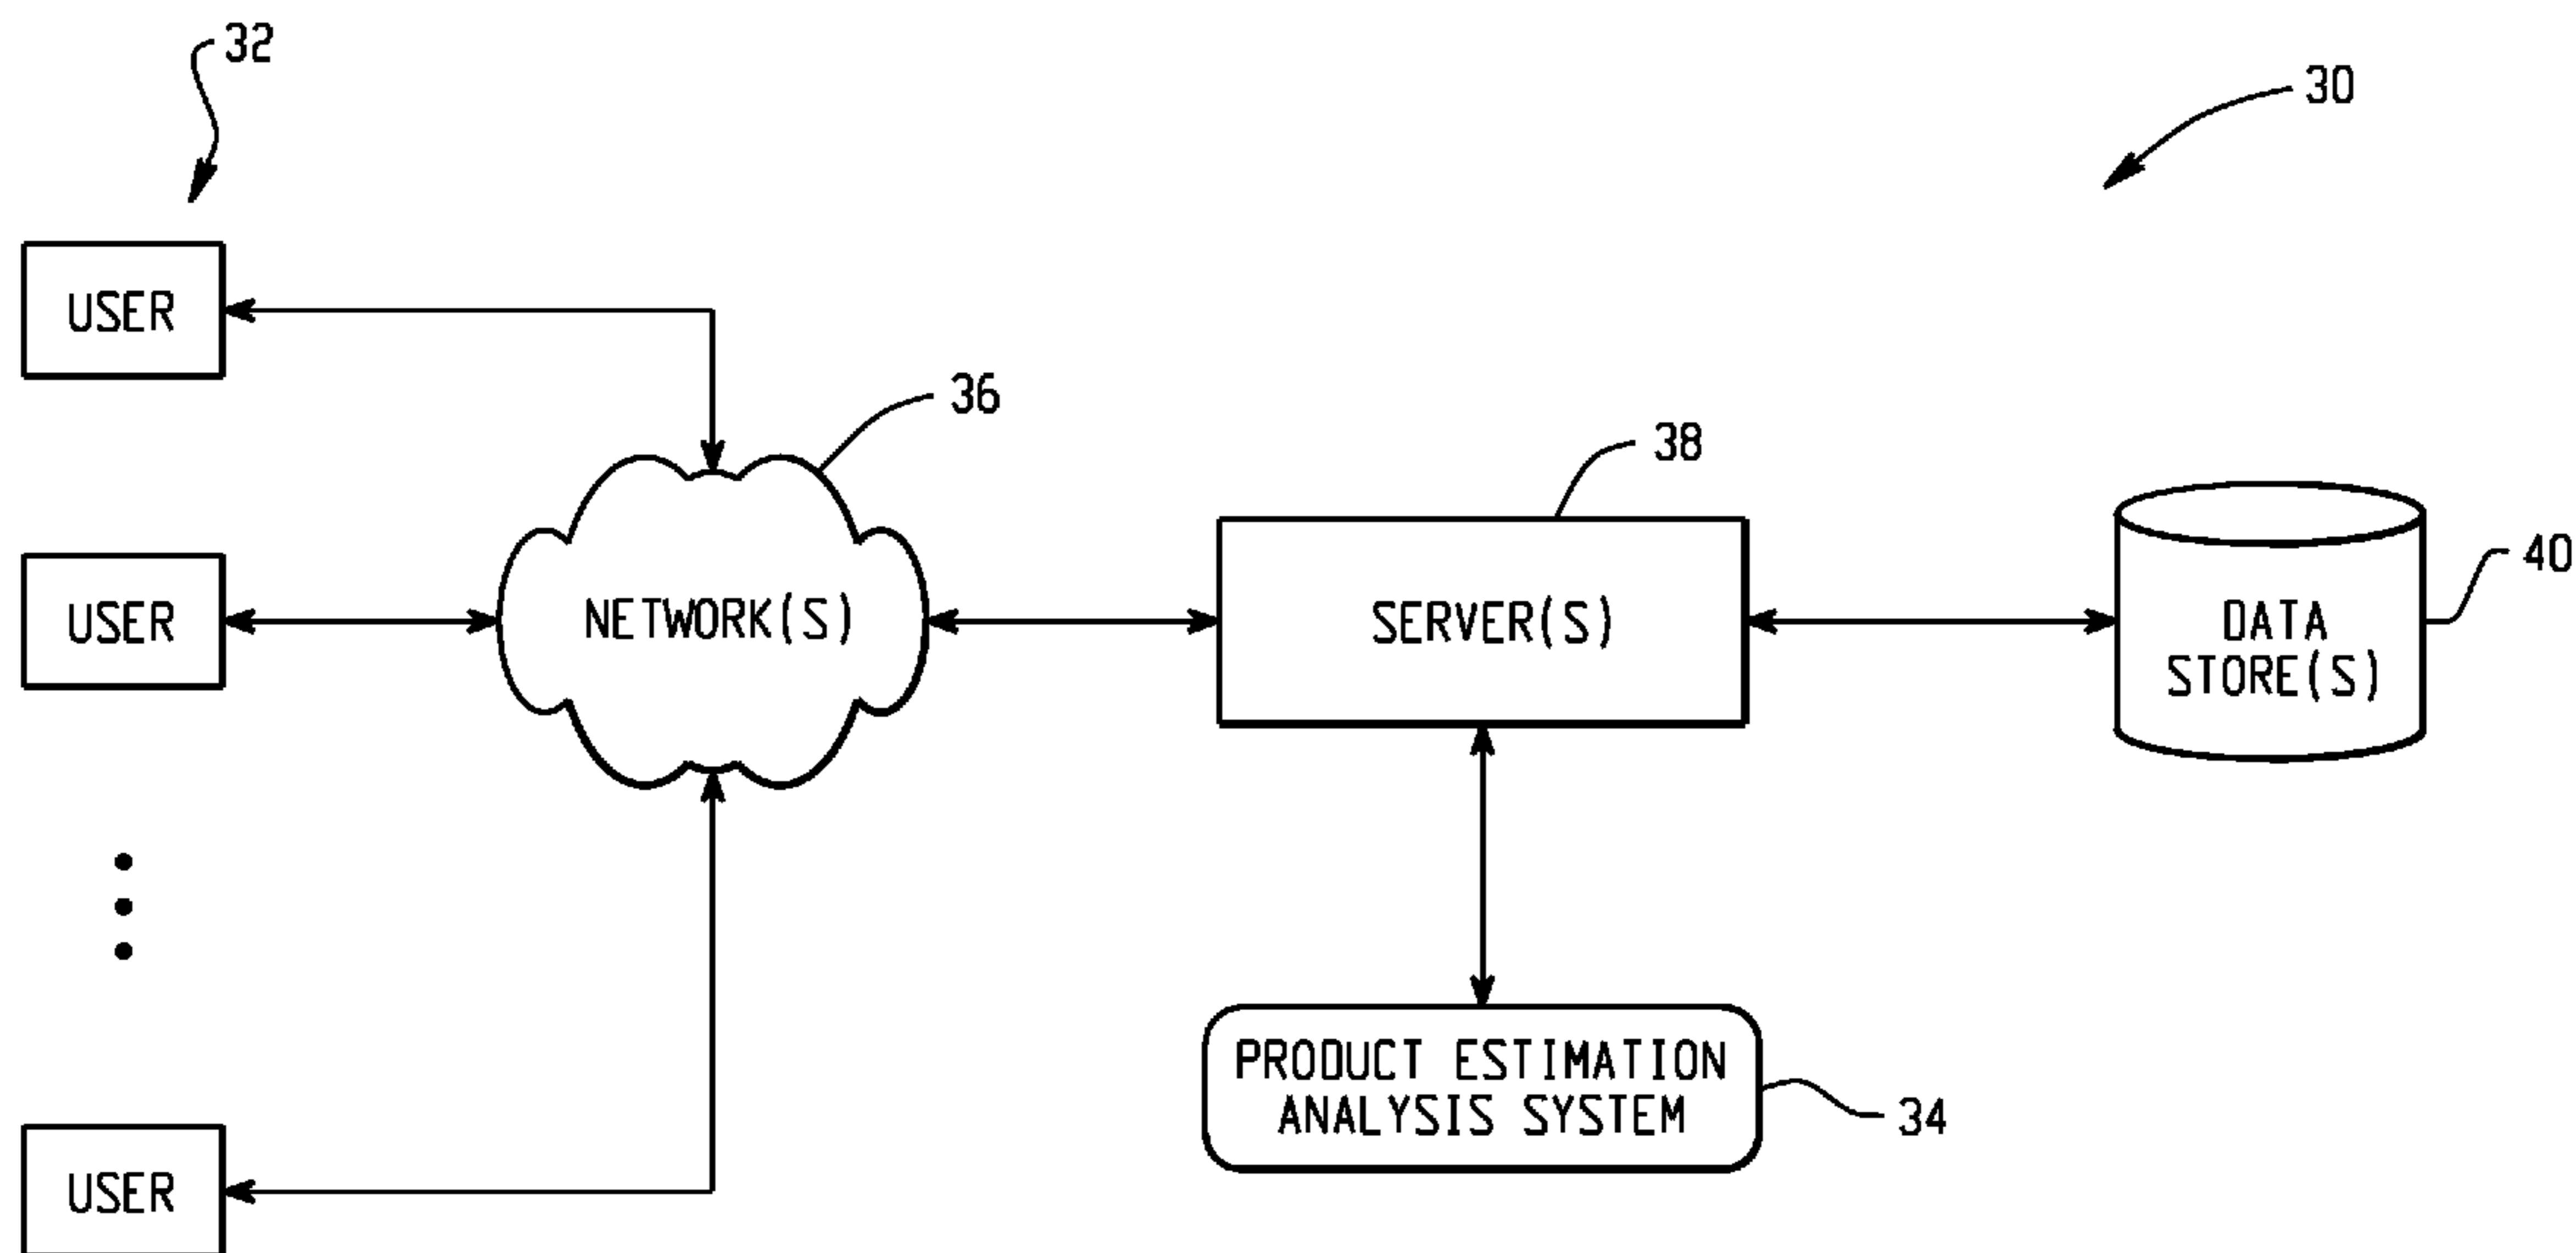 32
30
USER
36
38
USER
NETWORK(S)
SERVER(S)
DATA
STORE(S)
40
PRODUCT ESTIMATION
ANALYSIS SYSTEM
34
USER